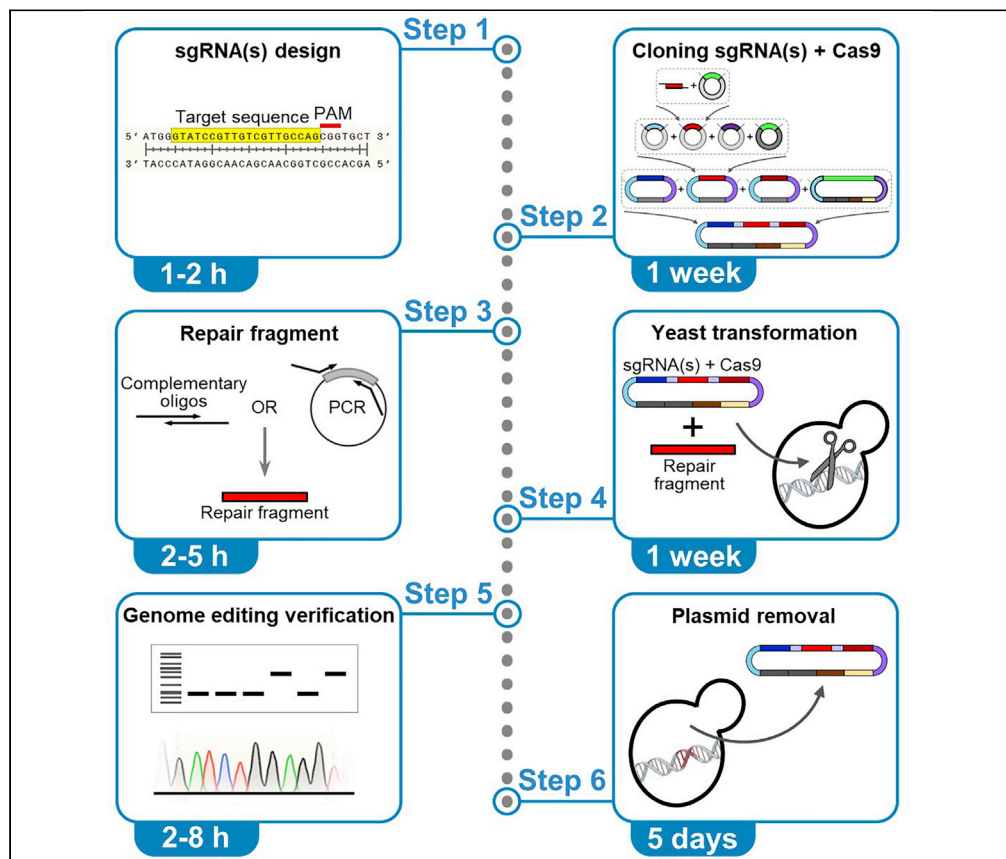 Step 1
sgRNA(s) design
Target sequence PAM
5' ATGGGTATCCGTTGTCGTTGCCAGCGGTGCT 3'
3' TACCCATAGGCAACAGCAACGGTCGCCACGA 5'
1-2 h
Step 2
Cloning sgRNA(s) + Cas9
+
+ + +
+ + +
1 week
Step 3
Repair fragment
Complementary
oligos
OR
PCR
Repair fragment
2-5 h
Step 4
Yeast transformation
sgRNA(s) + Cas9
+
Repair
fragment
1 week
Step 5
Genome editing verification
2-8 h
Step 6
Plasmid removal
5 days